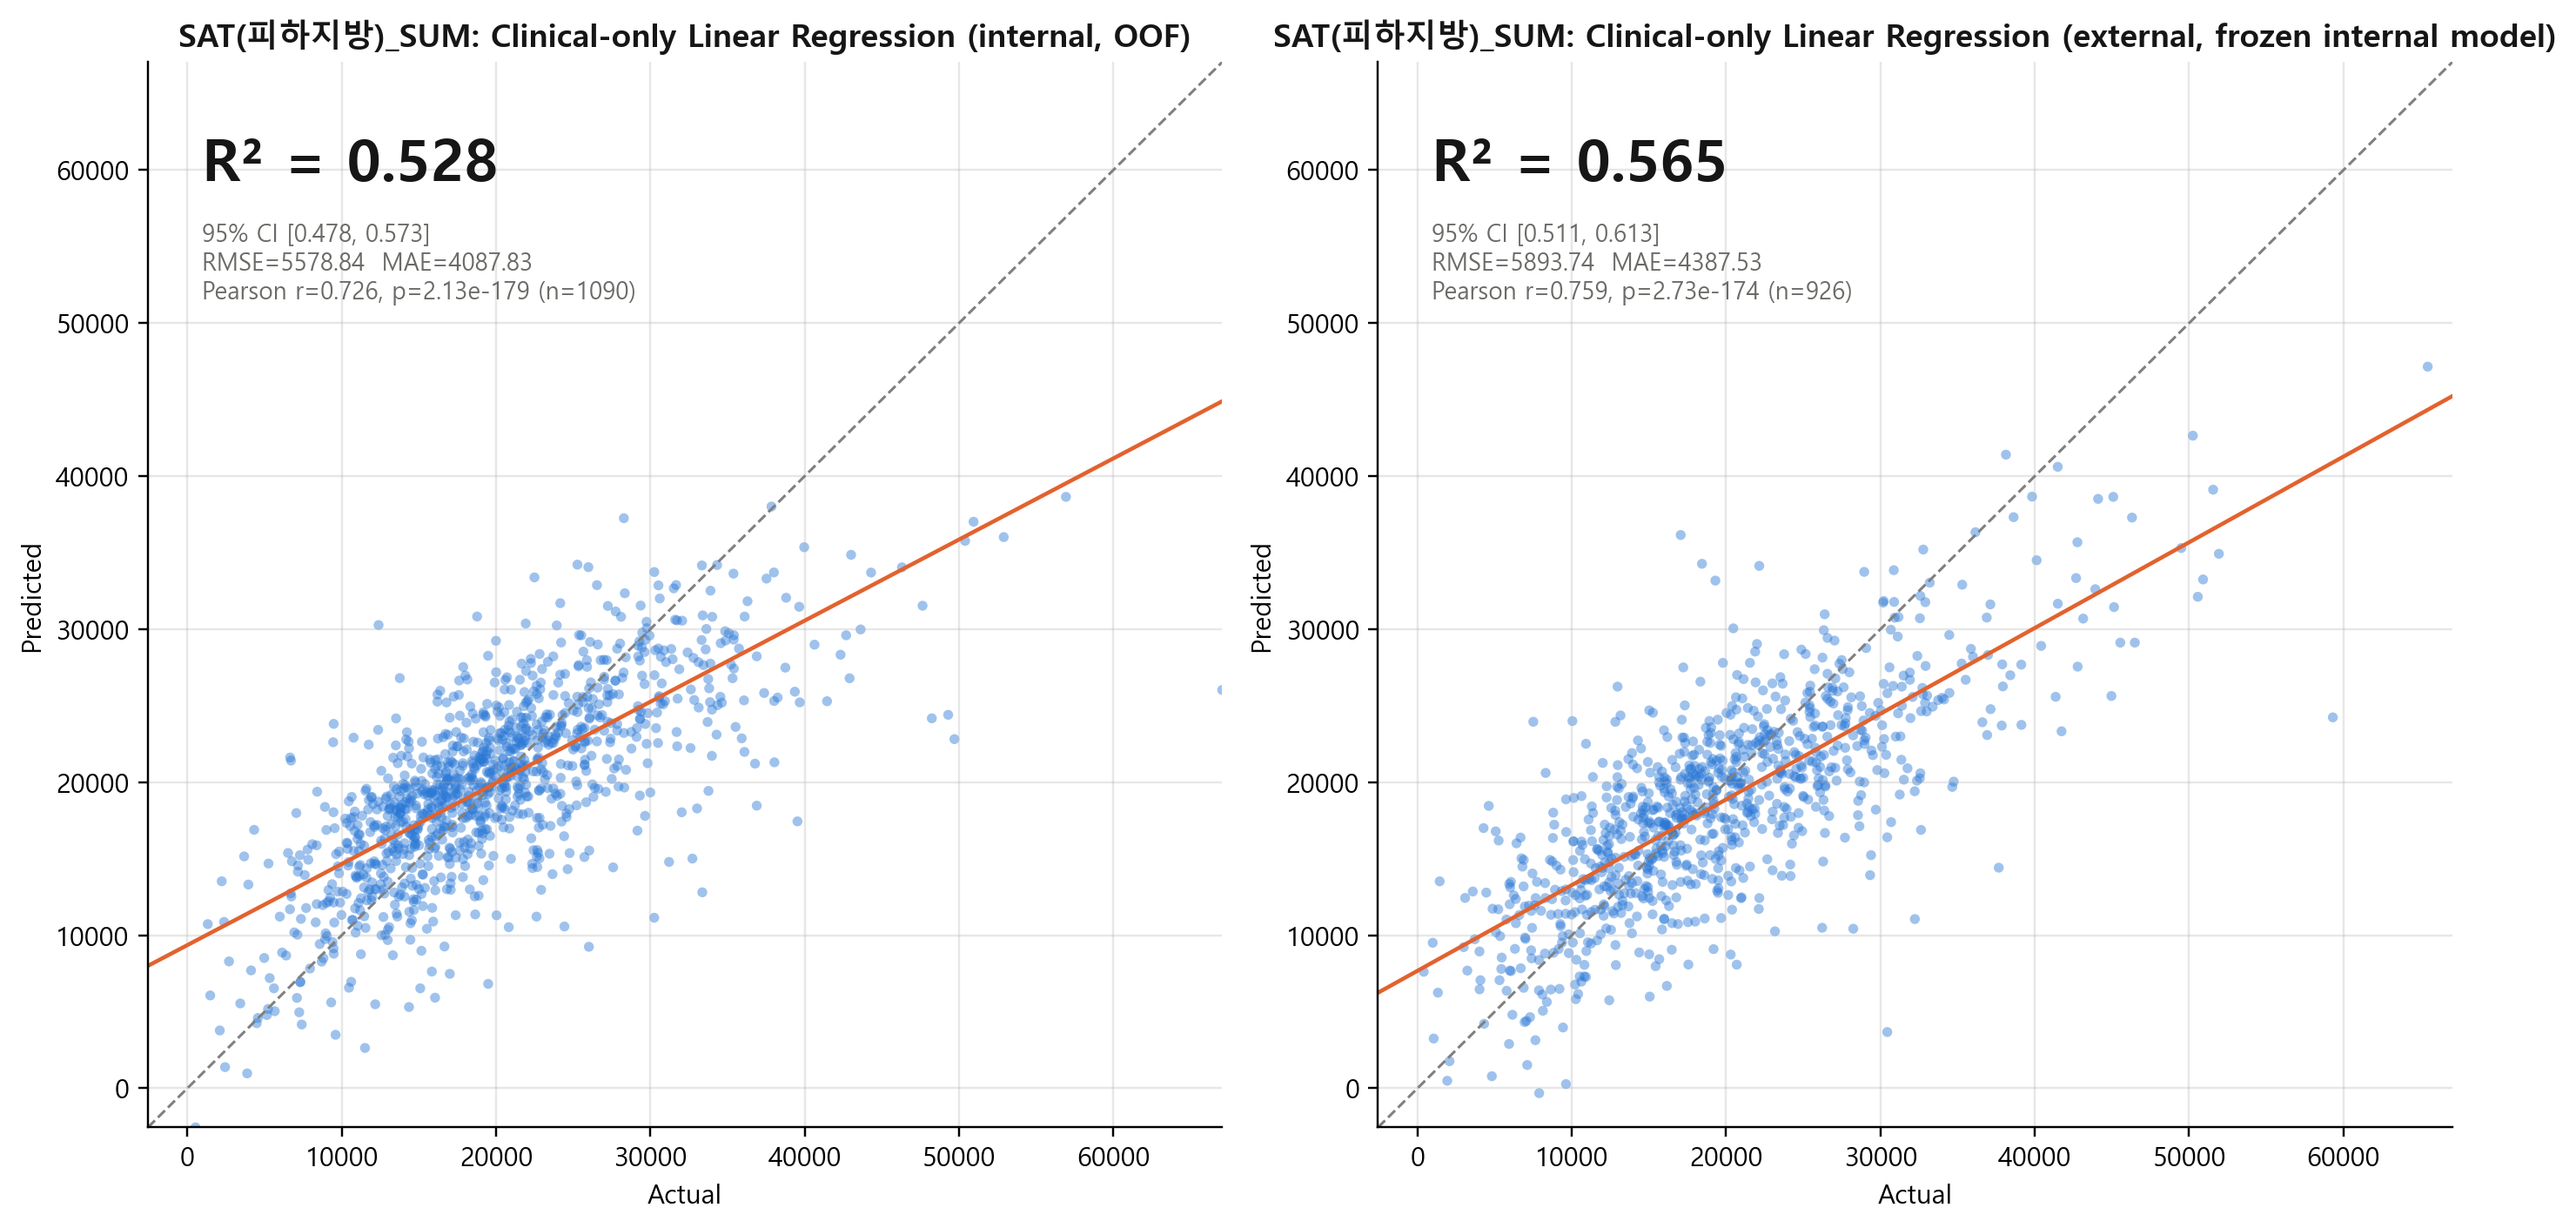 SAT(피하지방)_SUM: Clinical-only Linear Regression (internal, OOF)
R² = 0.528
95% CI [0.478, 0.573]
RMSE=5578.84 MAE=4087.83
Pearson r=0.726, p=2.13e-179 (n=1090)
60000
50000
40000
30000
20000
10000
0
Predicted
0 10000 20000 30000 40000 50000 60000
Actual
SAT(피하지방)_SUM: Clinical-only Linear Regression (external, frozen internal model)
R² = 0.565
95% CI [0.511, 0.613]
RMSE=5893.74 MAE=4387.53
Pearson r=0.759, p=2.73e-174 (n=926)
60000
50000
40000
30000
20000
10000
0
Predicted
0 10000 20000 30000 40000 50000 60000
Actual